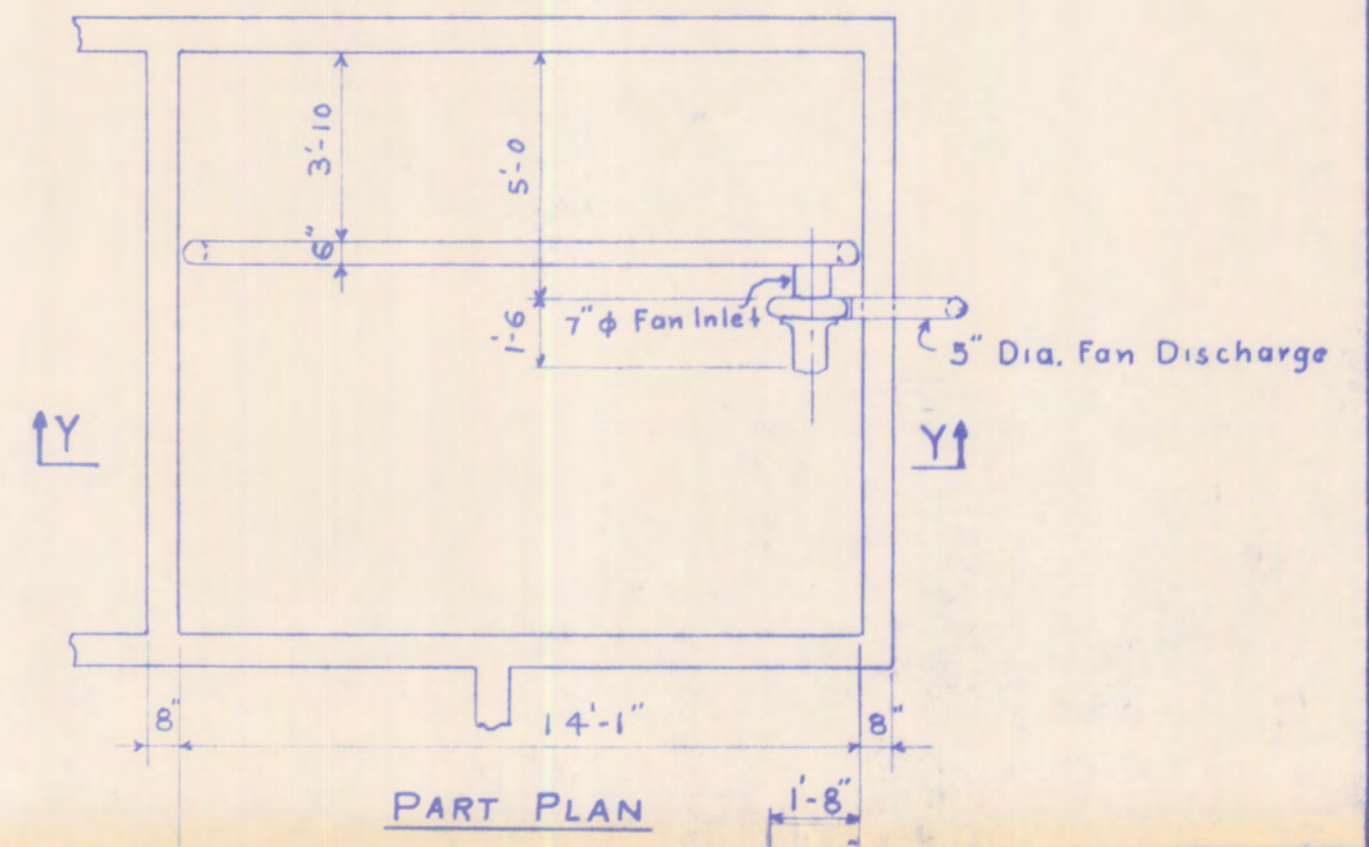 3'-10
5'-0
6"
1'-6
7" ϕ Fan Inlet
5" Dia. Fan Discharge
Y
Y
8"
14'-1"
8"
PART PLAN
1'-8"